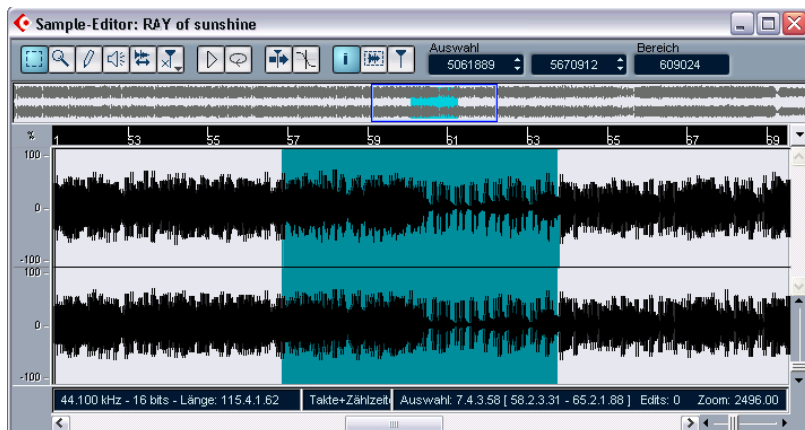 Sample-Editor: RAY of sunshine
Auswahl Bereich
5061889 5670912 609024
% 1 53 55 57 59 61 63 65 67 69
100
0
-100
100
0
-100
44.100 kHz - 16 bits - Länge: 115.4.1.62 Takte+Zählzeit Auswahl: 7.4.3.58 [ 58.2.3.31 - 65.2.1.88 ] Edits: 0 Zoom: 2496.00